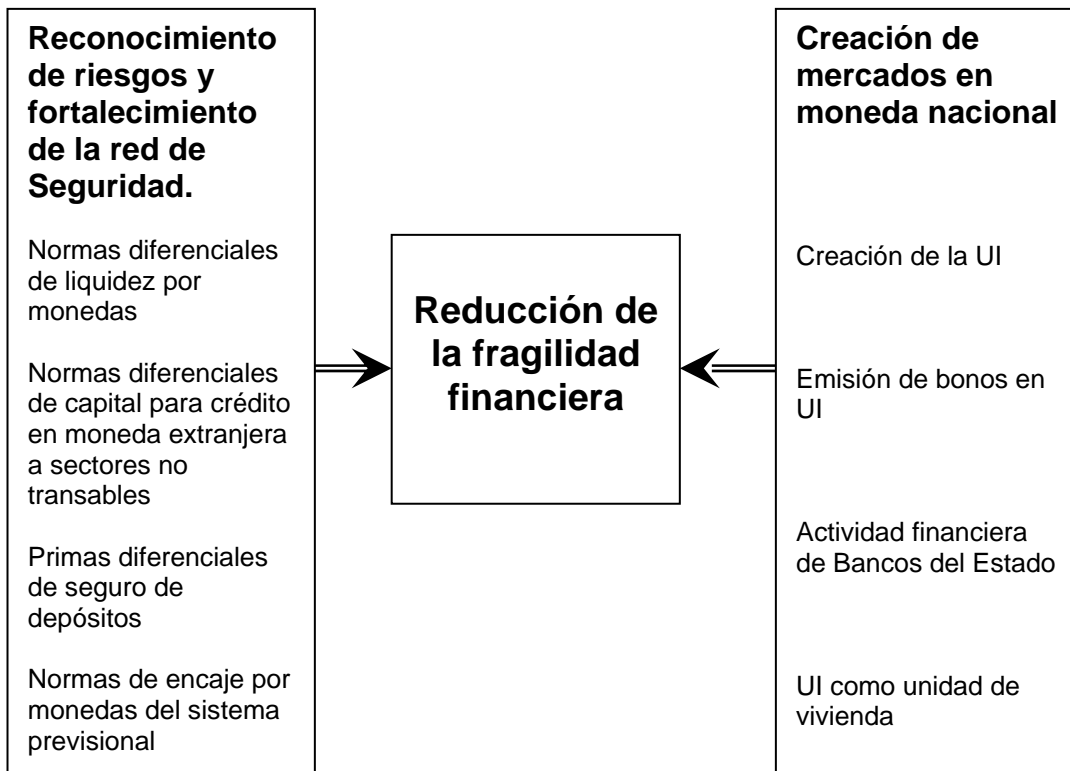 Reconocimiento
de riesgos y
fortalecimiento
de la red de
Seguridad.
Normas diferenciales
de liquidez por
monedas
Normas diferenciales
de capital para crédito
en moneda extranjera
a sectores no
transables
Primas diferenciales
de seguro de
depósitos
Normas de encaje por
monedas del sistema
previsional
Reducción de
la fragilidad
financiera
Creación de
mercados en
moneda nacional
Creación de la UI
Emisión de bonos en
UI
Actividad financiera
de Bancos del Estado
UI como unidad de
vivienda